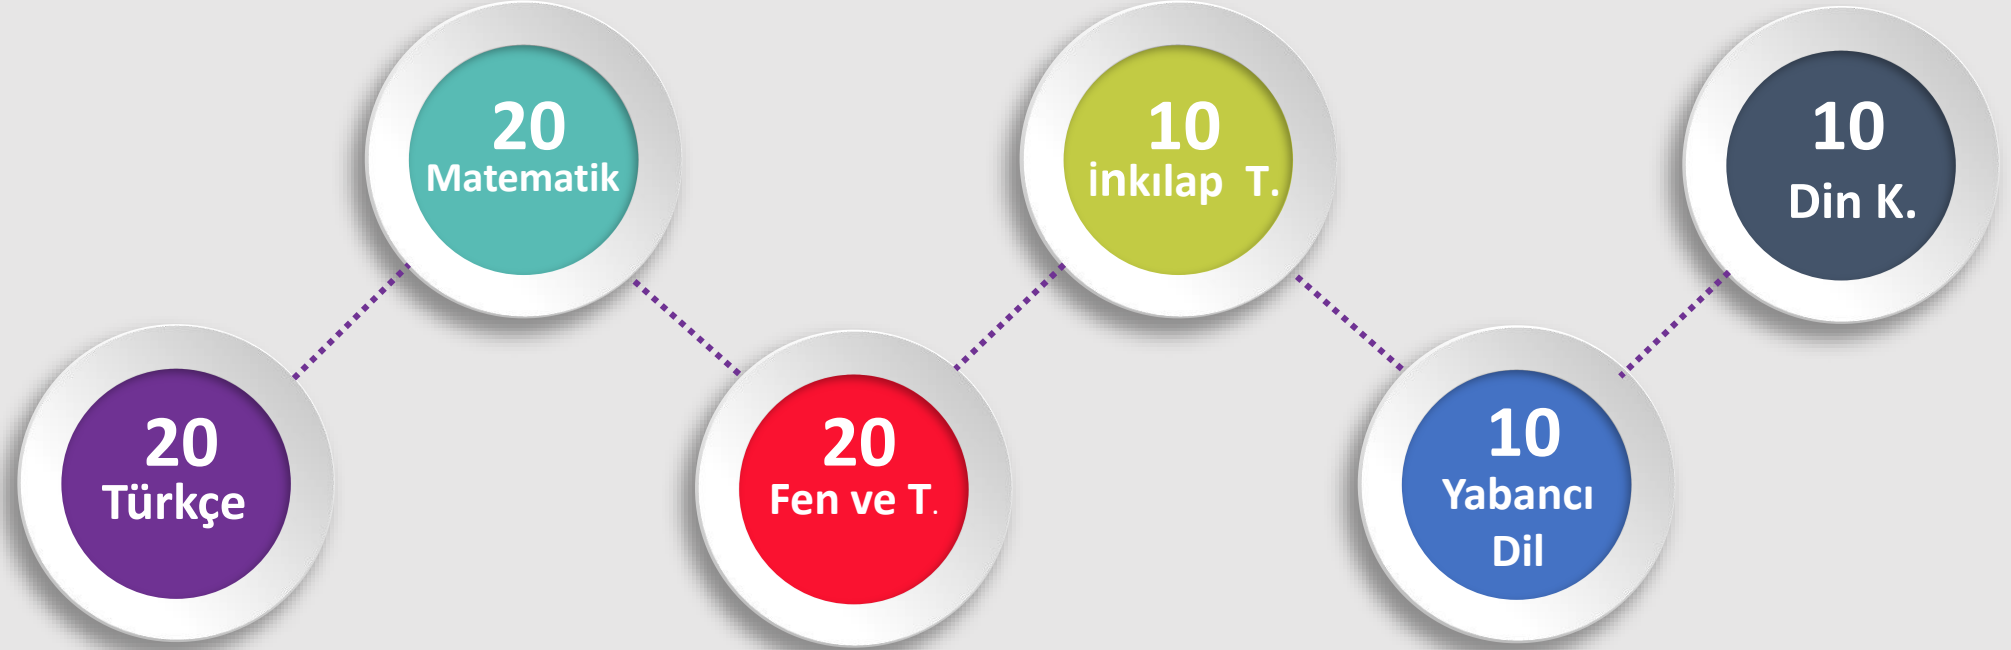 20
Türkçe
20
Matematik
20
Fen ve T.
10
inkılap T.
10
Yabancı
Dil
10
Din K.